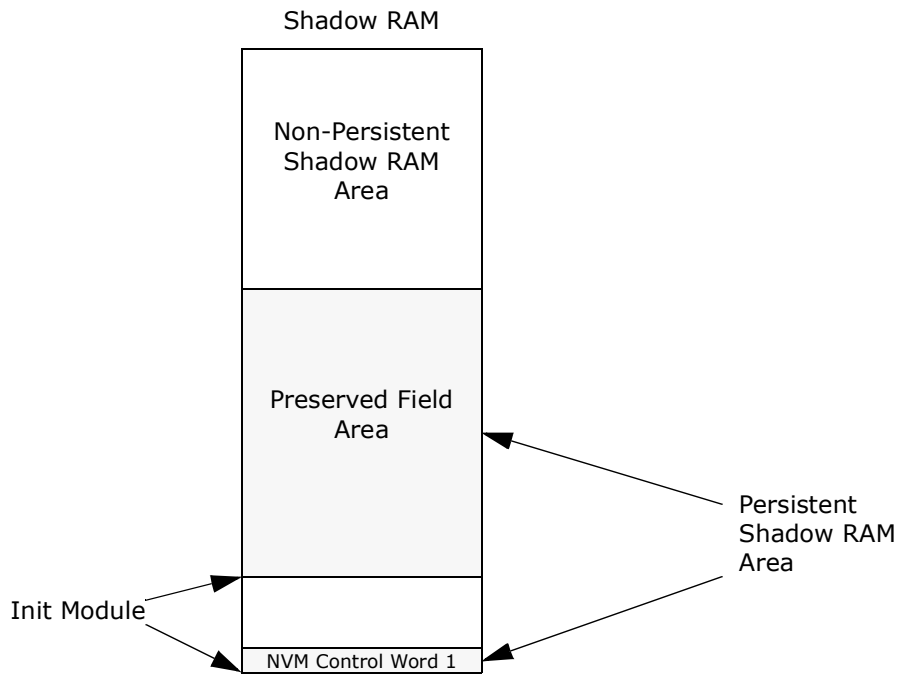 Shadow RAM
Non-Persistent
Shadow RAM
Area
Preserved Field
Area
Persistent
Shadow RAM
Area
Init Module
NVM Control Word 1